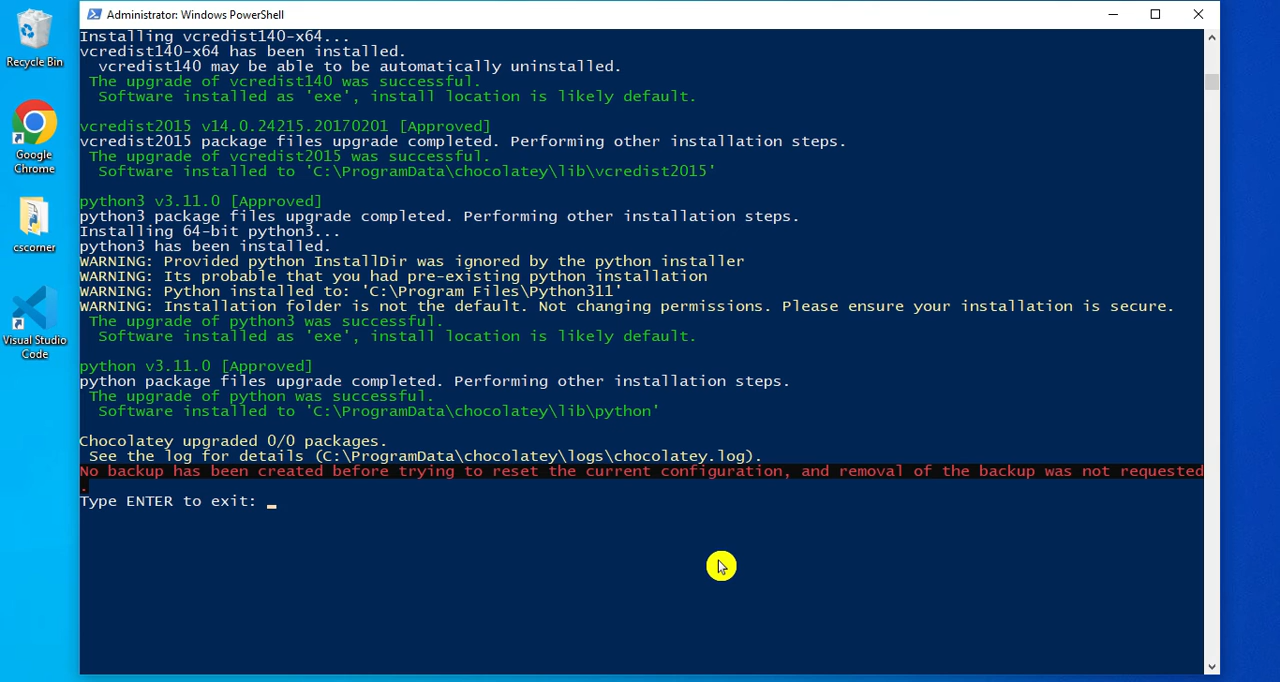 Administrator: Windows PowerShell
Recycle Bin
Google
Chrome
cscorner
Visual Studio
Code
Installing vcredist140-x64...
vcredist140-x64 has been installed.
  vcredist140 may be able to be automatically uninstalled.
 The upgrade of vcredist140 was successful.
  Software installed as 'exe', install location is likely default.
vcredist2015 v14.0.24215.20170201 [Approved]
vcredist2015 package files upgrade completed. Performing other installation steps.
 The upgrade of vcredist2015 was successful.
  Software installed to 'C:\ProgramData\chocolatey\lib\vcredist2015'
python3 v3.11.0 [Approved]
python3 package files upgrade completed. Performing other installation steps.
Installing 64-bit python3...
python3 has been installed.
WARNING: Provided python InstallDir was ignored by the python installer
WARNING: Its probable that you had pre-existing python installation
WARNING: Python installed to: 'C:\Program Files\Python311'
WARNING: Installation folder is not the default. Not changing permissions. Please ensure your installation is secure.
 The upgrade of python3 was successful.
  Software installed as 'exe', install location is likely default.
python v3.11.0 [Approved]
python package files upgrade completed. Performing other installation steps.
 The upgrade of python was successful.
  Software installed to 'C:\ProgramData\chocolatey\lib\python'
Chocolatey upgraded 0/0 packages.
 See the log for details (C:\ProgramData\chocolatey\logs\chocolatey.log).
No backup has been created before trying to reset the current configuration, and removal of the backup was not requested
.
Type ENTER to exit: _